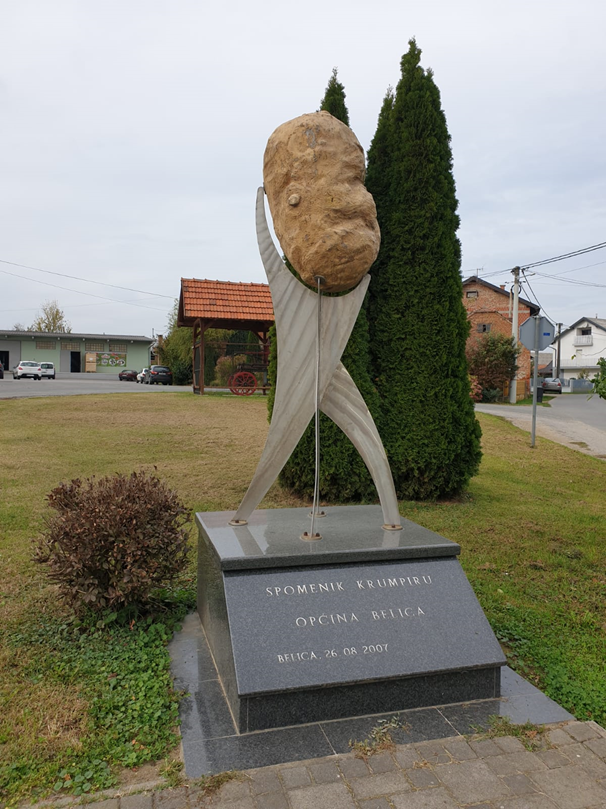 SPOMENIK KRUMPIRU
OPĆINA BELICA
BELICA, 26.08.2007